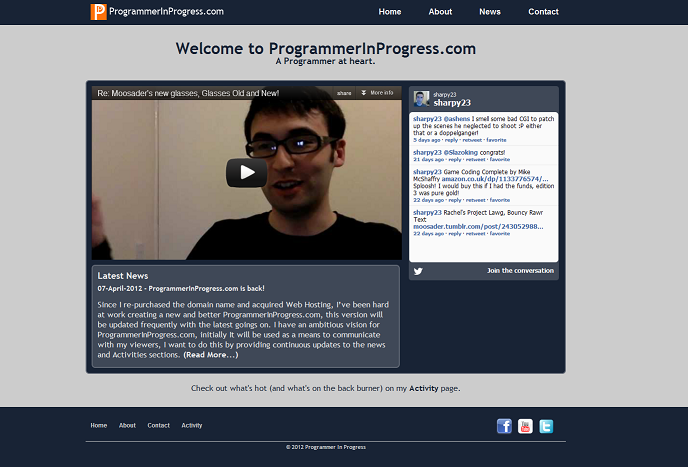 ProgrammerInProgress.com
Home About News Contact
Welcome to ProgrammerInProgress.com
A Programmer at heart.
Re: Moosader's new glasses, Glasses Old and New!
share More info
Latest News
07-April-2012 - ProgrammerInProgress.com is back!
Since I re-purchased the domain name and acquired Web Hosting, I've been hard
at work creating a new and better ProgrammerInProgress.com, this version
will be updated frequently with the latest goings on. I have an ambitious vision for
ProgrammerInProgress.com, initially it will be used as a means to communicate
with my viewers, I want to do this by providing continuous updates to the news
and Activities sections. (Read More...)
sharpy23
sharpy23
sharpy23 @ashens I smell some bad CGI to patch
up the scenes he neglected to shoot :P either
that or a doppelganger!
5 days ago · reply · retweet · favorite
sharpy23 @Slazoking congrats!
21 days ago · reply · retweet · favorite
sharpy23 Game Coding Complete by Mike
McShaffry amazon.co.uk/dp/1133776574/...
Sploosh! I would buy this if I had the funds, edition
3 was pure gold!
22 days ago · reply · retweet · favorite
sharpy23 Rachel's Project Lawg, Bouncy Rawr
Text
moosader.tumblr.com/post/243052988...
22 days ago · reply · retweet · favorite
Join the conversation
Check out what's hot (and what's on the back burner) on my Activity page.
Home About Contact Activity
You Tube
© 2012 Programmer In Progress